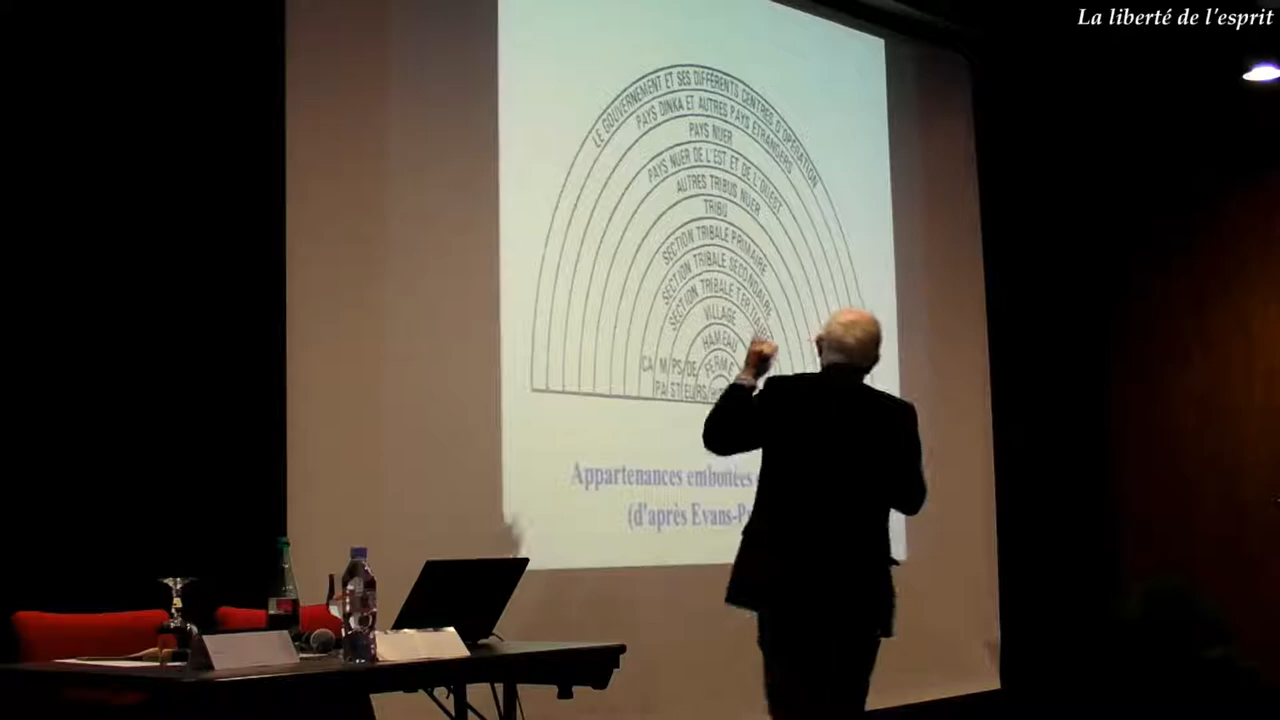 La liberté de l'esprit
LE GOUVERNEMENT ET SES DIFFÉRENTS CENTRES D'OPÉRATION
PAYS DINKA ET AUTRES PAYS ÉTRANGERS
PAYS NUER
PAYS NUER DE L'EST ET DE L'OUEST
AUTRES TRIBUS NUER
TRIBU
SECTION TRIBALE PRIMAIRE
SECTION TRIBALE SECONDAIRE
SECTION TRIBALE TERTIAIRE
VILLAGE
HAMEAU
CAMPS DE FERME
PASTEURS
Appartenances emboîtées
(d'après